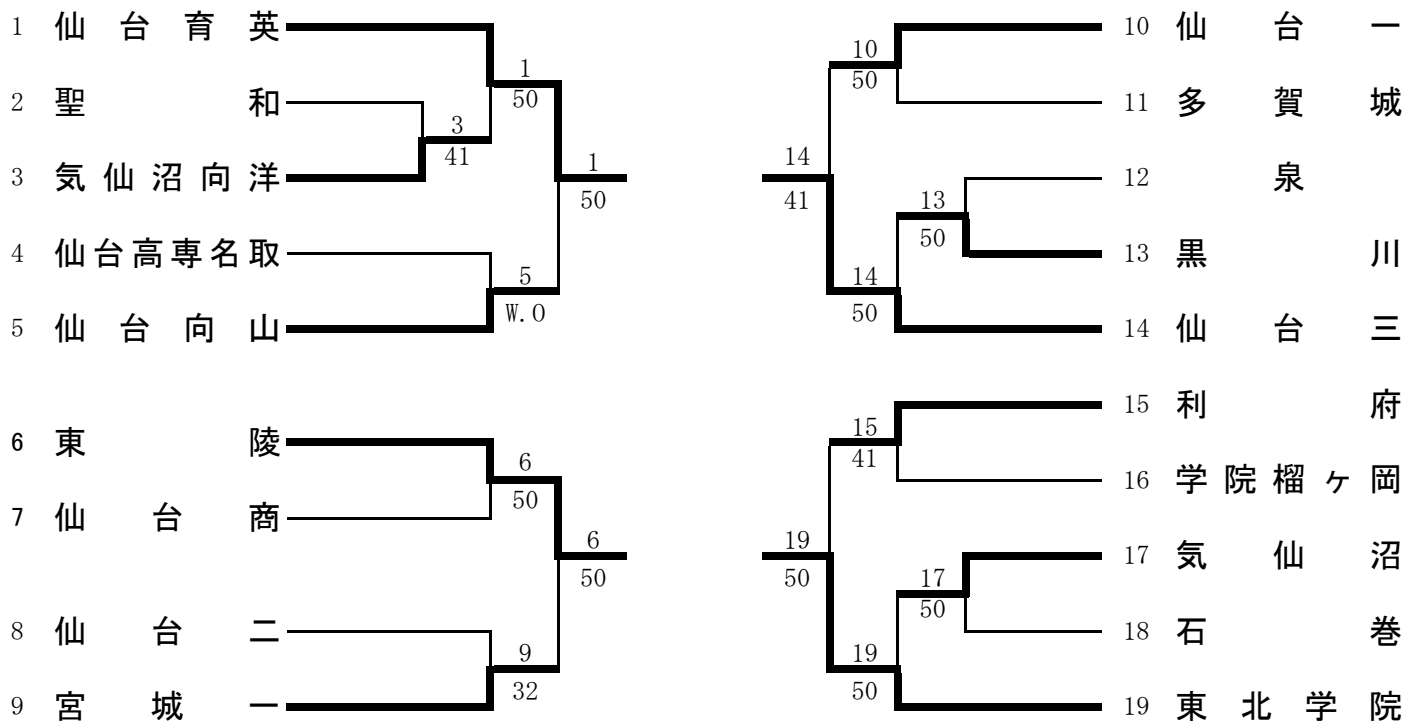 1 仙台育英
2 聖和
3 気仙沼向洋
4 仙台高専名取
5 仙台向山
6 東陵
7 仙台商
8 仙台二
9 宮城一
1
50
3
41
1
50
5
W.O
6
50
6
50
9
32
10
50
14
41
13
50
14
50
15
41
19
50
17
50
19
50
10 仙台一
11 多賀城
12 泉
13 黒川
14 仙台三
15 利府
16 学院榴ヶ岡
17 気仙沼
18 石巻
19 東北学院